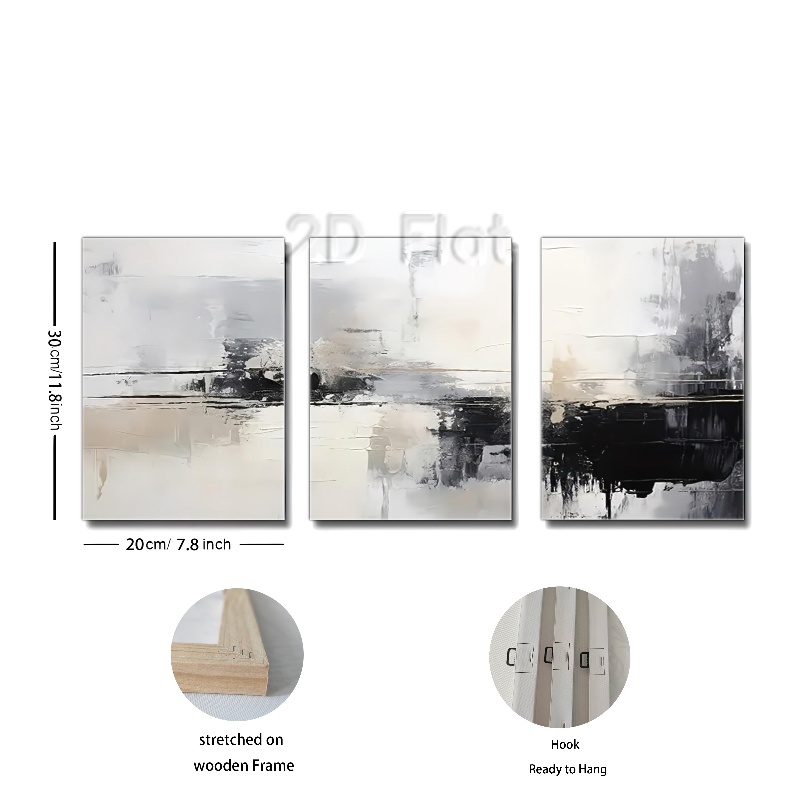 2D Flat
30cm/11.8inch
20cm/ 7.8 inch
stretched on
wooden Frame
Hook
Ready to Hang